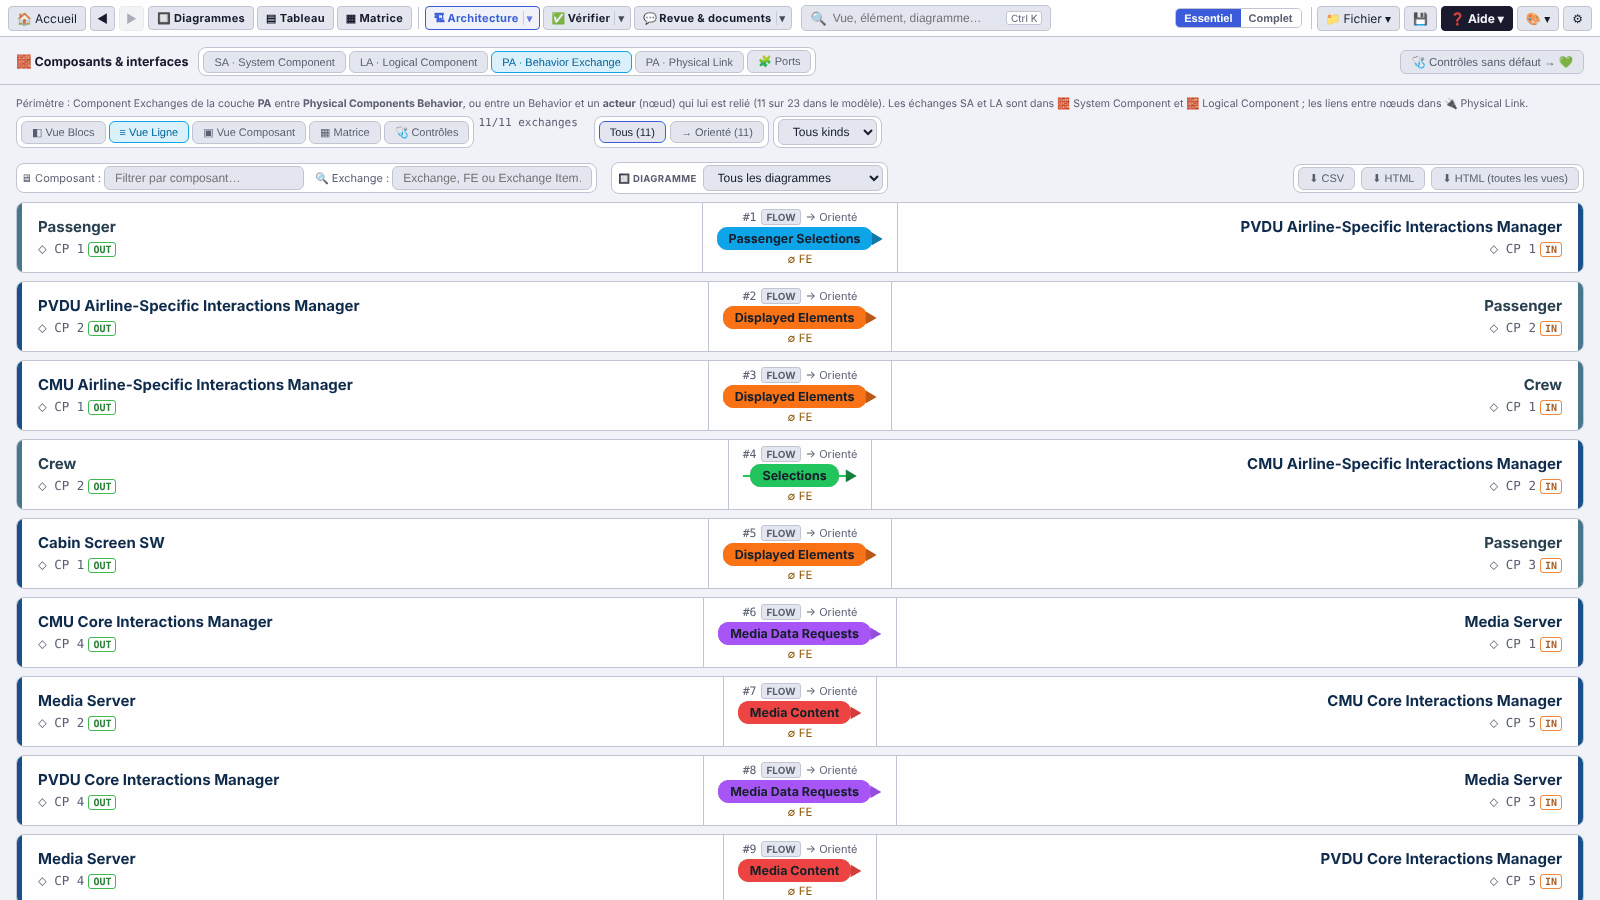 🏠 Accueil ◀ ▶ 🔲 Diagrammes ▤ Tableau ▦ Matrice 🏗 Architecture ▾ ✅ Vérifier ▾ 💬 Revue & documents ▾ 🔍 Vue, élément, diagramme… Ctrl K Essentiel Complet 📁 Fichier ▾ 💾 ❓ Aide ▾ 🎨 ▾ ⚙
🧱 Composants & interfaces SA · System Component LA · Logical Component PA · Behavior Exchange PA · Physical Link 🧩 Ports 🩺 Contrôles sans défaut → 💚
Périmètre : Component Exchanges de la couche PA entre Physical Components Behavior, ou entre un Behavior et un acteur (nœud) qui lui est relié (11 sur 23 dans le modèle). Les échanges SA et LA sont dans 🧱 System Component et 🧱 Logical Component ; les liens entre nœuds dans 🔌 Physical Link.
◧ Vue Blocs ≡ Vue Ligne ▣ Vue Composant ▦ Matrice 🩺 Contrôles 11/11 exchanges Tous (11) → Orienté (11) Tous kinds
🖥 Composant : Filtrer par composant… 🔍 Exchange : Exchange, FE ou Exchange Item. 🔲 DIAGRAMME Tous les diagrammes ⬇ CSV ⬇ HTML ⬇ HTML (toutes les vues)
#1 FLOW → Orienté
Passenger Passenger Selections PVDU Airline-Specific Interactions Manager
◇ CP 1 OUT ∅ FE ◇ CP 1 IN
#2 FLOW → Orienté
PVDU Airline-Specific Interactions Manager Displayed Elements Passenger
◇ CP 2 OUT ∅ FE ◇ CP 2 IN
#3 FLOW → Orienté
CMU Airline-Specific Interactions Manager Displayed Elements Crew
◇ CP 1 OUT ∅ FE ◇ CP 1 IN
#4 FLOW → Orienté
Crew Selections CMU Airline-Specific Interactions Manager
◇ CP 2 OUT ∅ FE ◇ CP 2 IN
#5 FLOW → Orienté
Cabin Screen SW Displayed Elements Passenger
◇ CP 1 OUT ∅ FE ◇ CP 3 IN
#6 FLOW → Orienté
CMU Core Interactions Manager Media Data Requests Media Server
◇ CP 4 OUT ∅ FE ◇ CP 1 IN
#7 FLOW → Orienté
Media Server Media Content CMU Core Interactions Manager
◇ CP 2 OUT ∅ FE ◇ CP 5 IN
#8 FLOW → Orienté
PVDU Core Interactions Manager Media Data Requests Media Server
◇ CP 4 OUT ∅ FE ◇ CP 3 IN
#9 FLOW → Orienté
Media Server Media Content PVDU Core Interactions Manager
◇ CP 4 OUT ∅ FE ◇ CP 5 IN